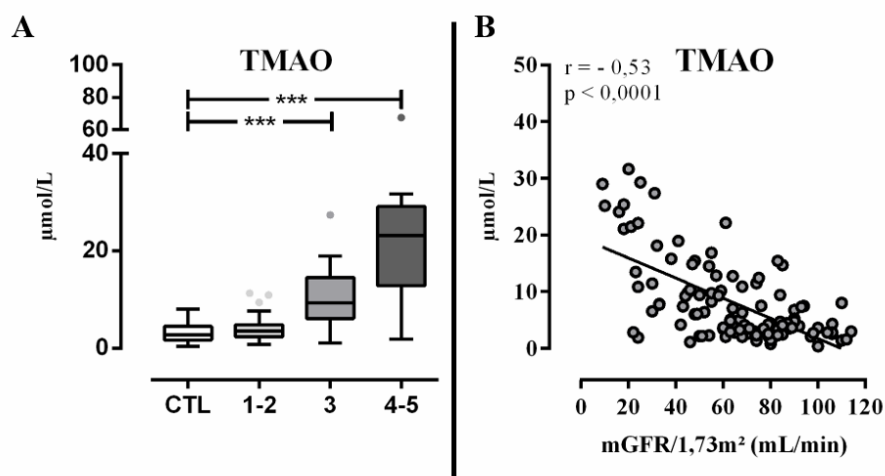 A
TMAO
100
80
60
40
20
0
µmol/L
***
***
CTL 1-2 3 4-5
B
TMAO
r = - 0,53
p < 0,0001
50
40
30
20
10
0
µmol/L
0 20 40 60 80 100 120
mGFR/1,73m² (mL/min)